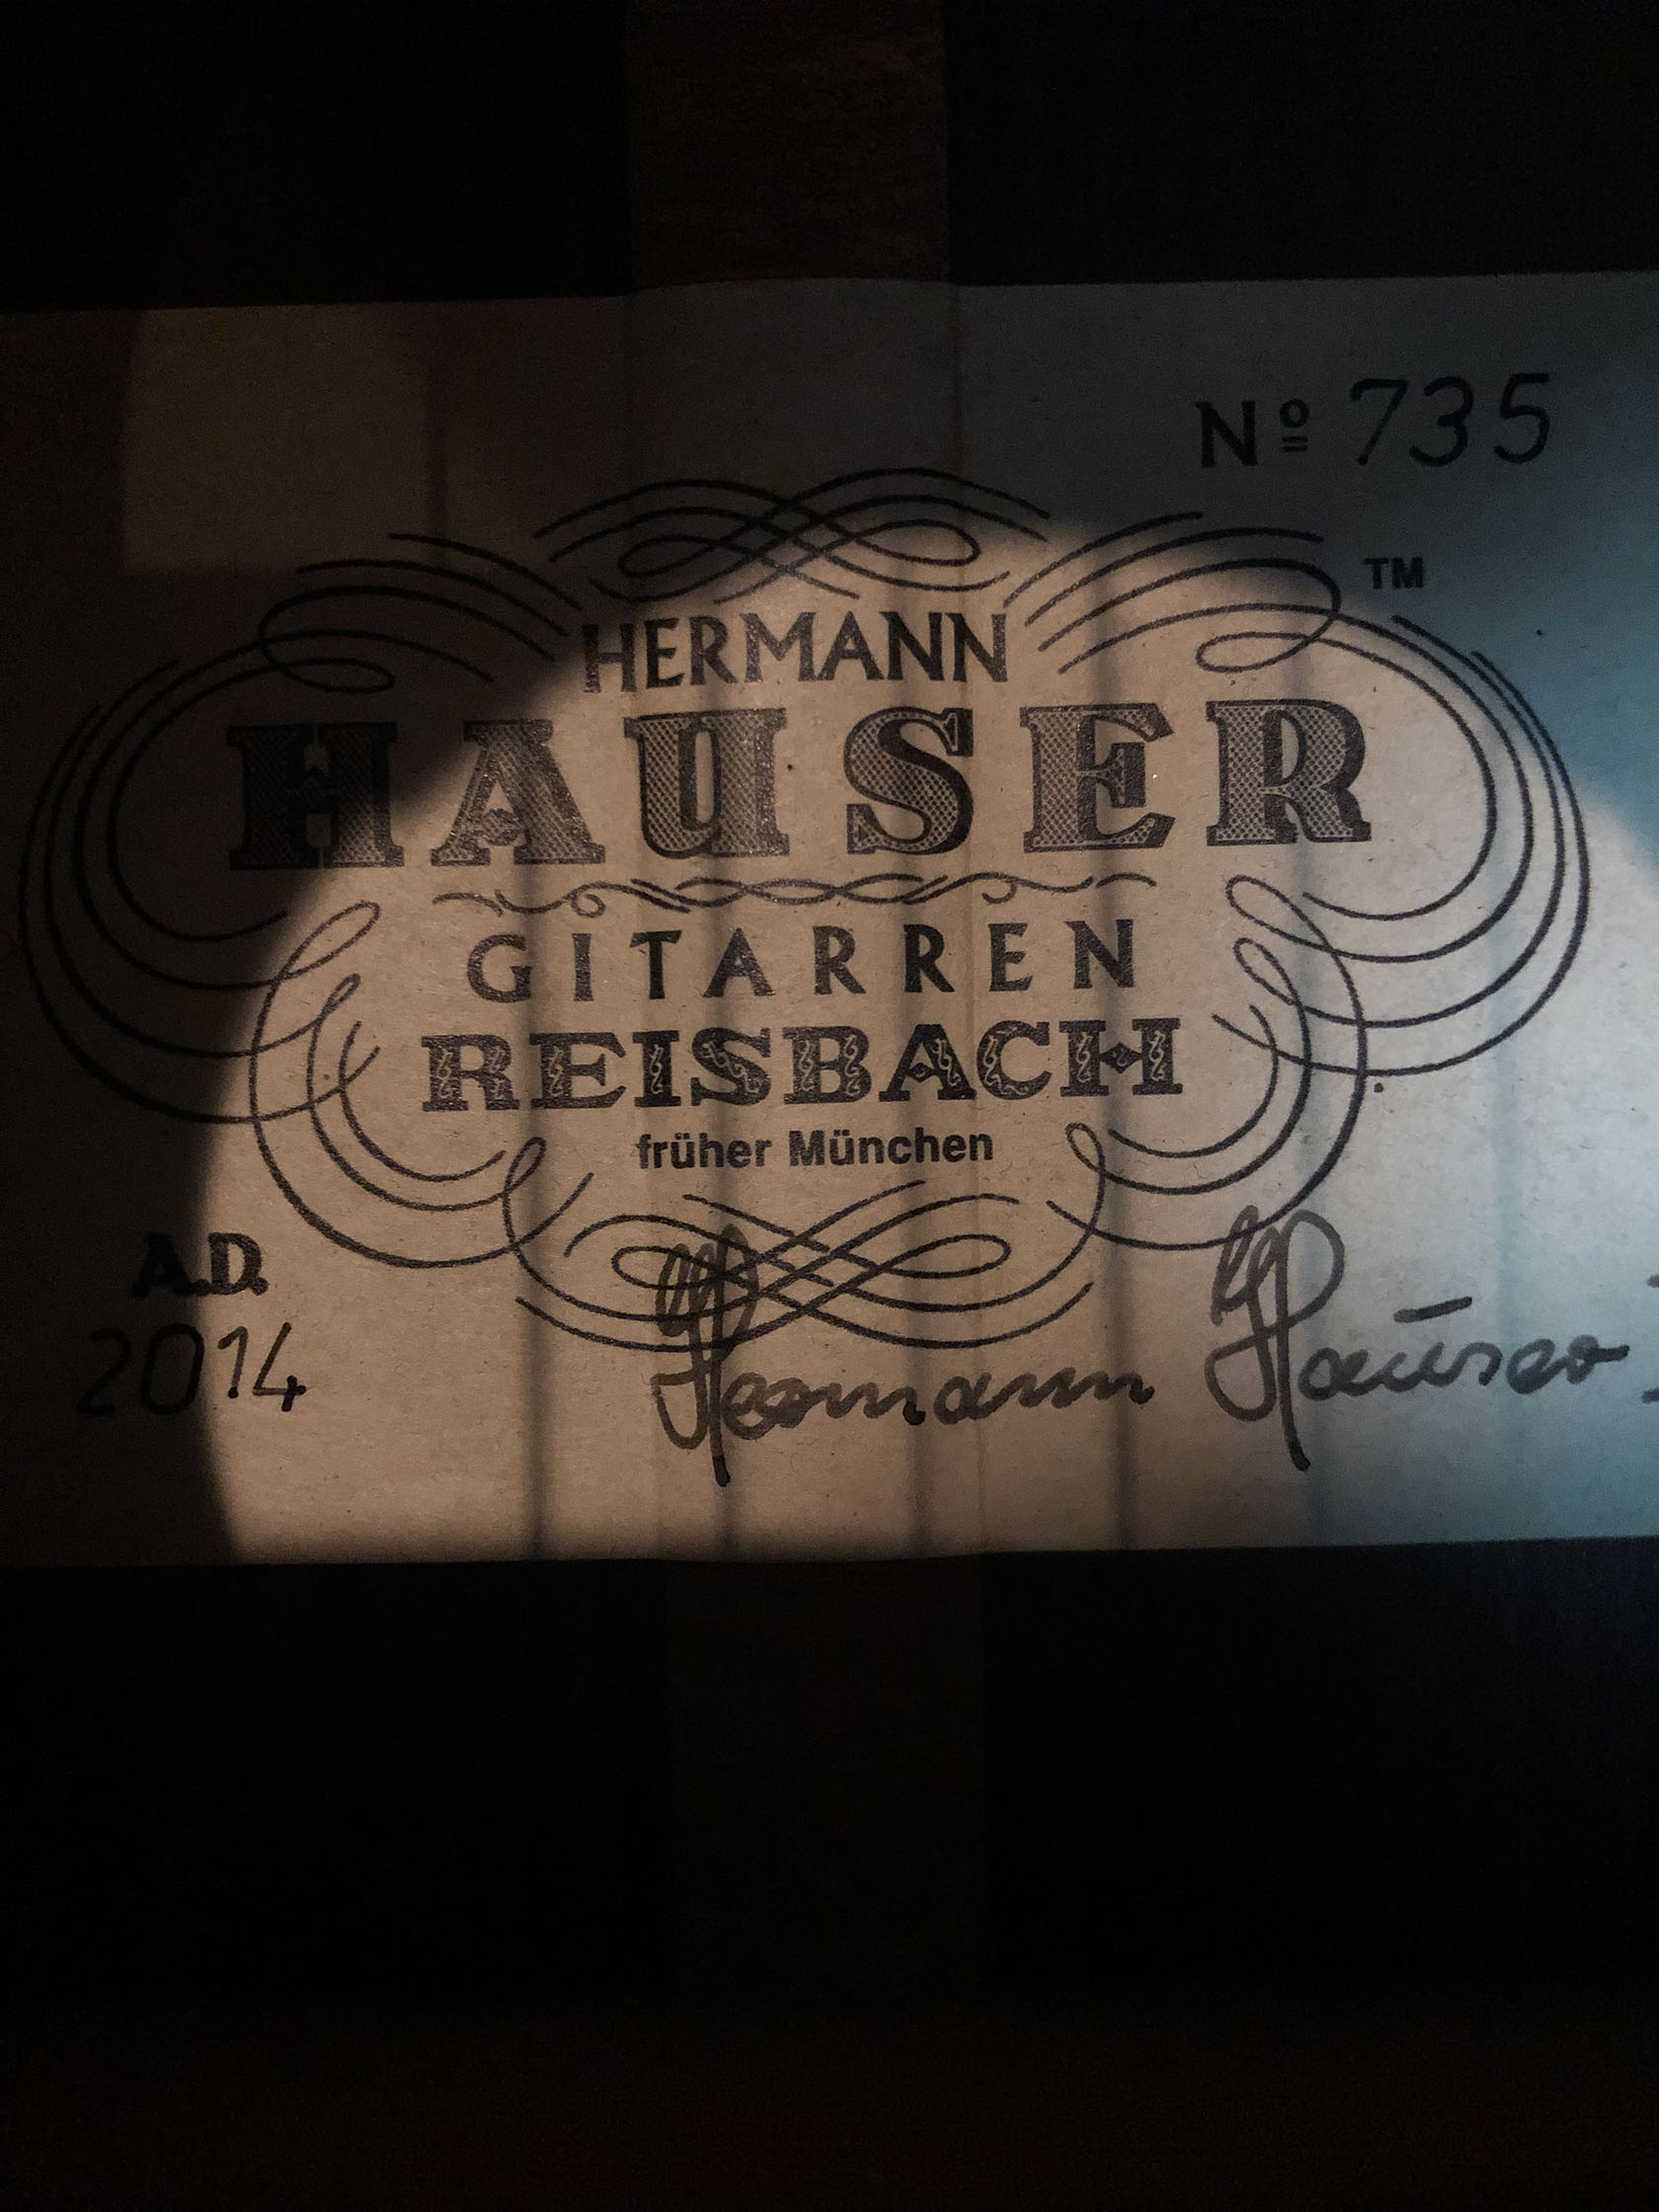 Nº 735
TM
HERMANN
HAUSER
GITARREN
REISBACH
früher München
A.D.
2014
Hermann Hauser